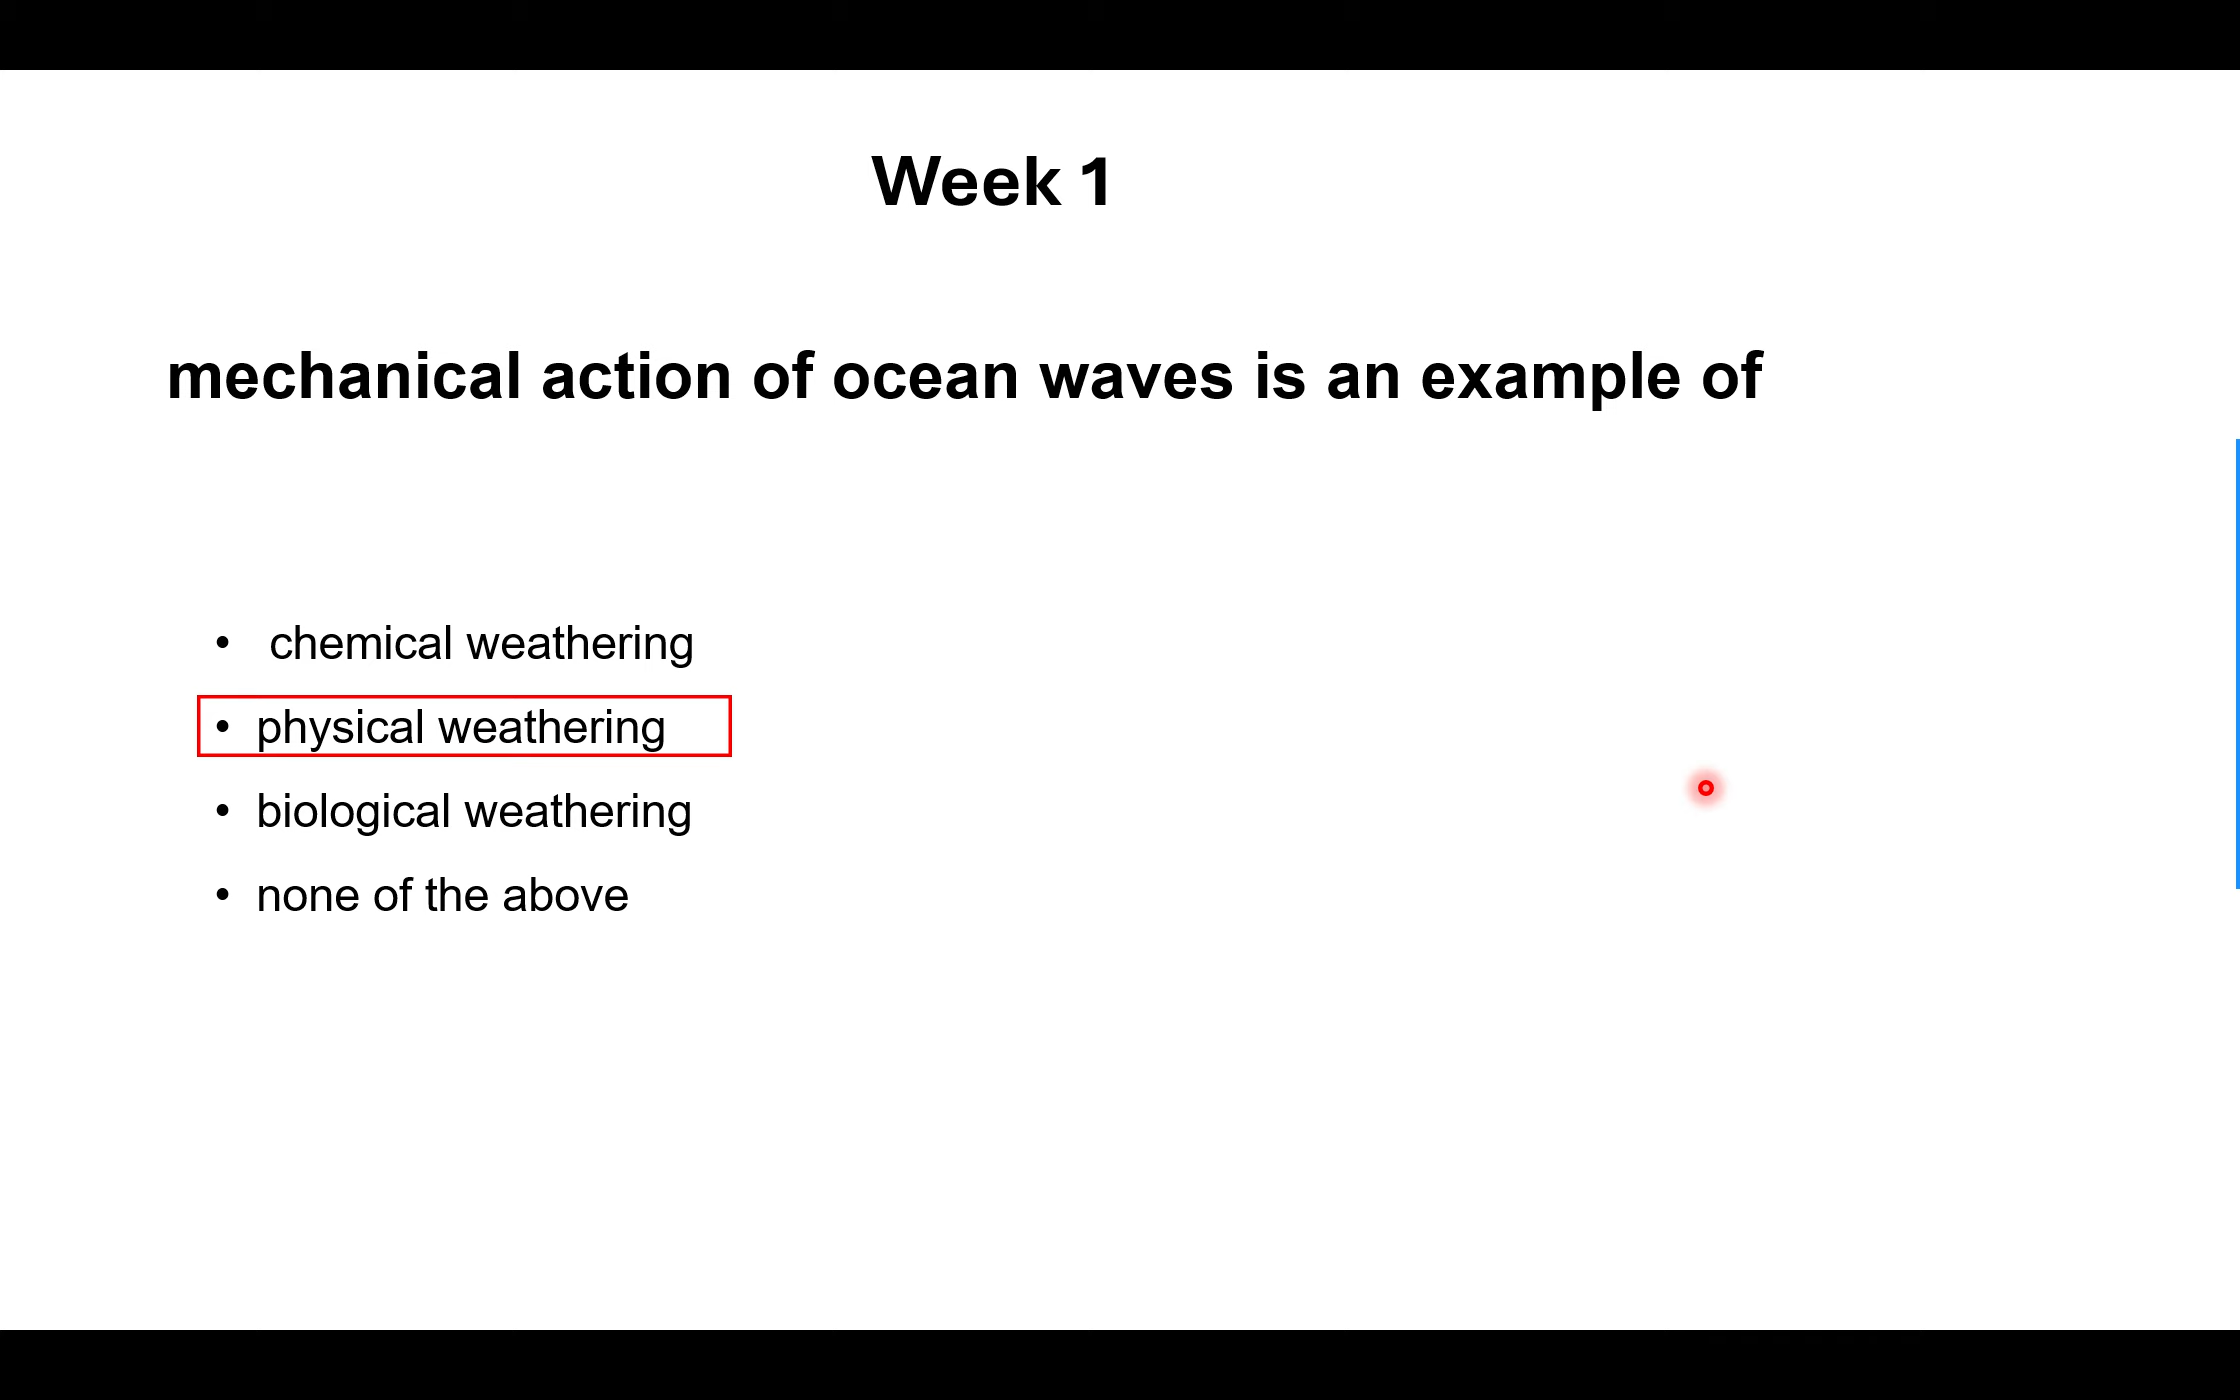 Week 1
mechanical action of ocean waves is an example of
• chemical weathering
• physical weathering
• biological weathering
• none of the above